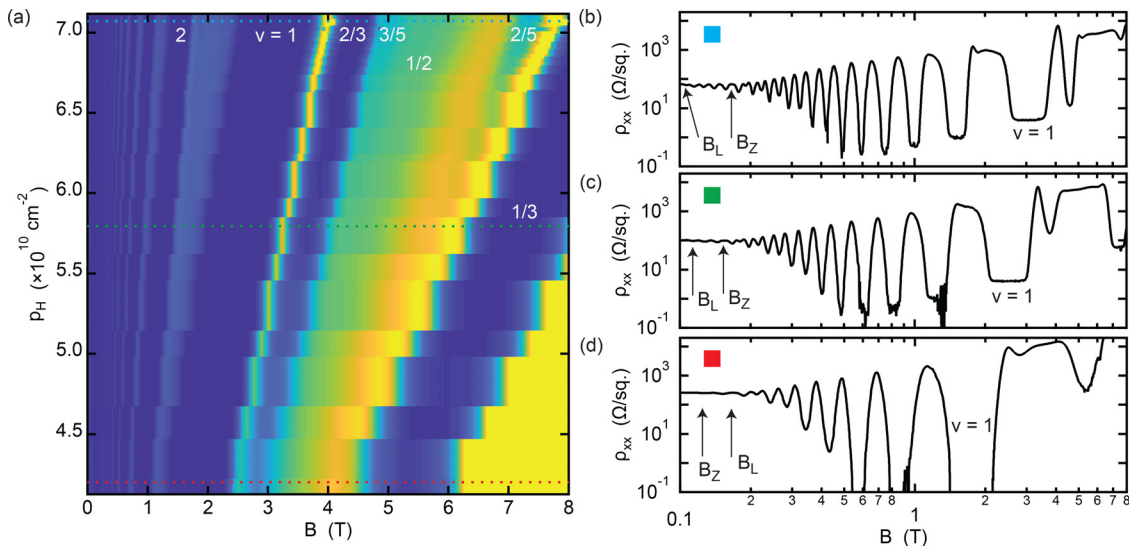 (a)
7.0
6.5
6.0
5.5
5.0
4.5
p_H (×10^10 cm^-2)
2
v = 1
2/3
3/5
2/5
1/2
1/3
0 1 2 3 4 5 6 7 8
B (T)
(b)
ρ_xx (Ω/sq.)
10^3
10^1
10^-1
B_L
B_Z
v = 1
(c)
ρ_xx (Ω/sq.)
10^3
10^1
10^-1
B_L
B_Z
v = 1
(d)
ρ_xx (Ω/sq.)
10^3
10^1
10^-1
B_Z
B_L
v = 1
0.1 2 3 4 5 6 7 8 1 2 3 4 5 6 7 8
B (T)